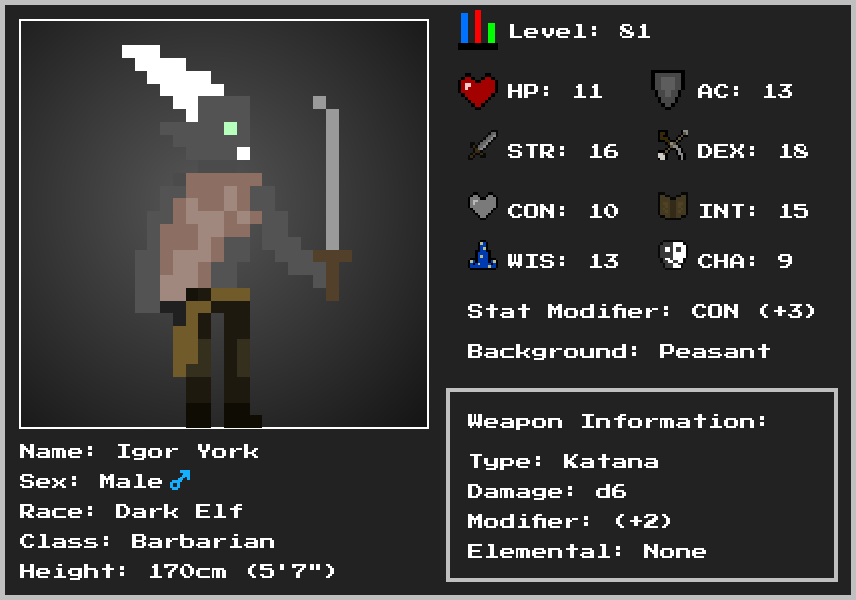 Level: 81
HP: 11 AC: 13
STR: 16 DEX: 18
CON: 10 INT: 15
WIS: 13 CHA: 9
Stat Modifier: CON (+3)
Background: Peasant
Weapon Information:
Type: Katana
Damage: d6
Modifier: (+2)
Elemental: None
Name: Igor York
Sex: Male♂
Race: Dark Elf
Class: Barbarian
Height: 170cm (5'7")